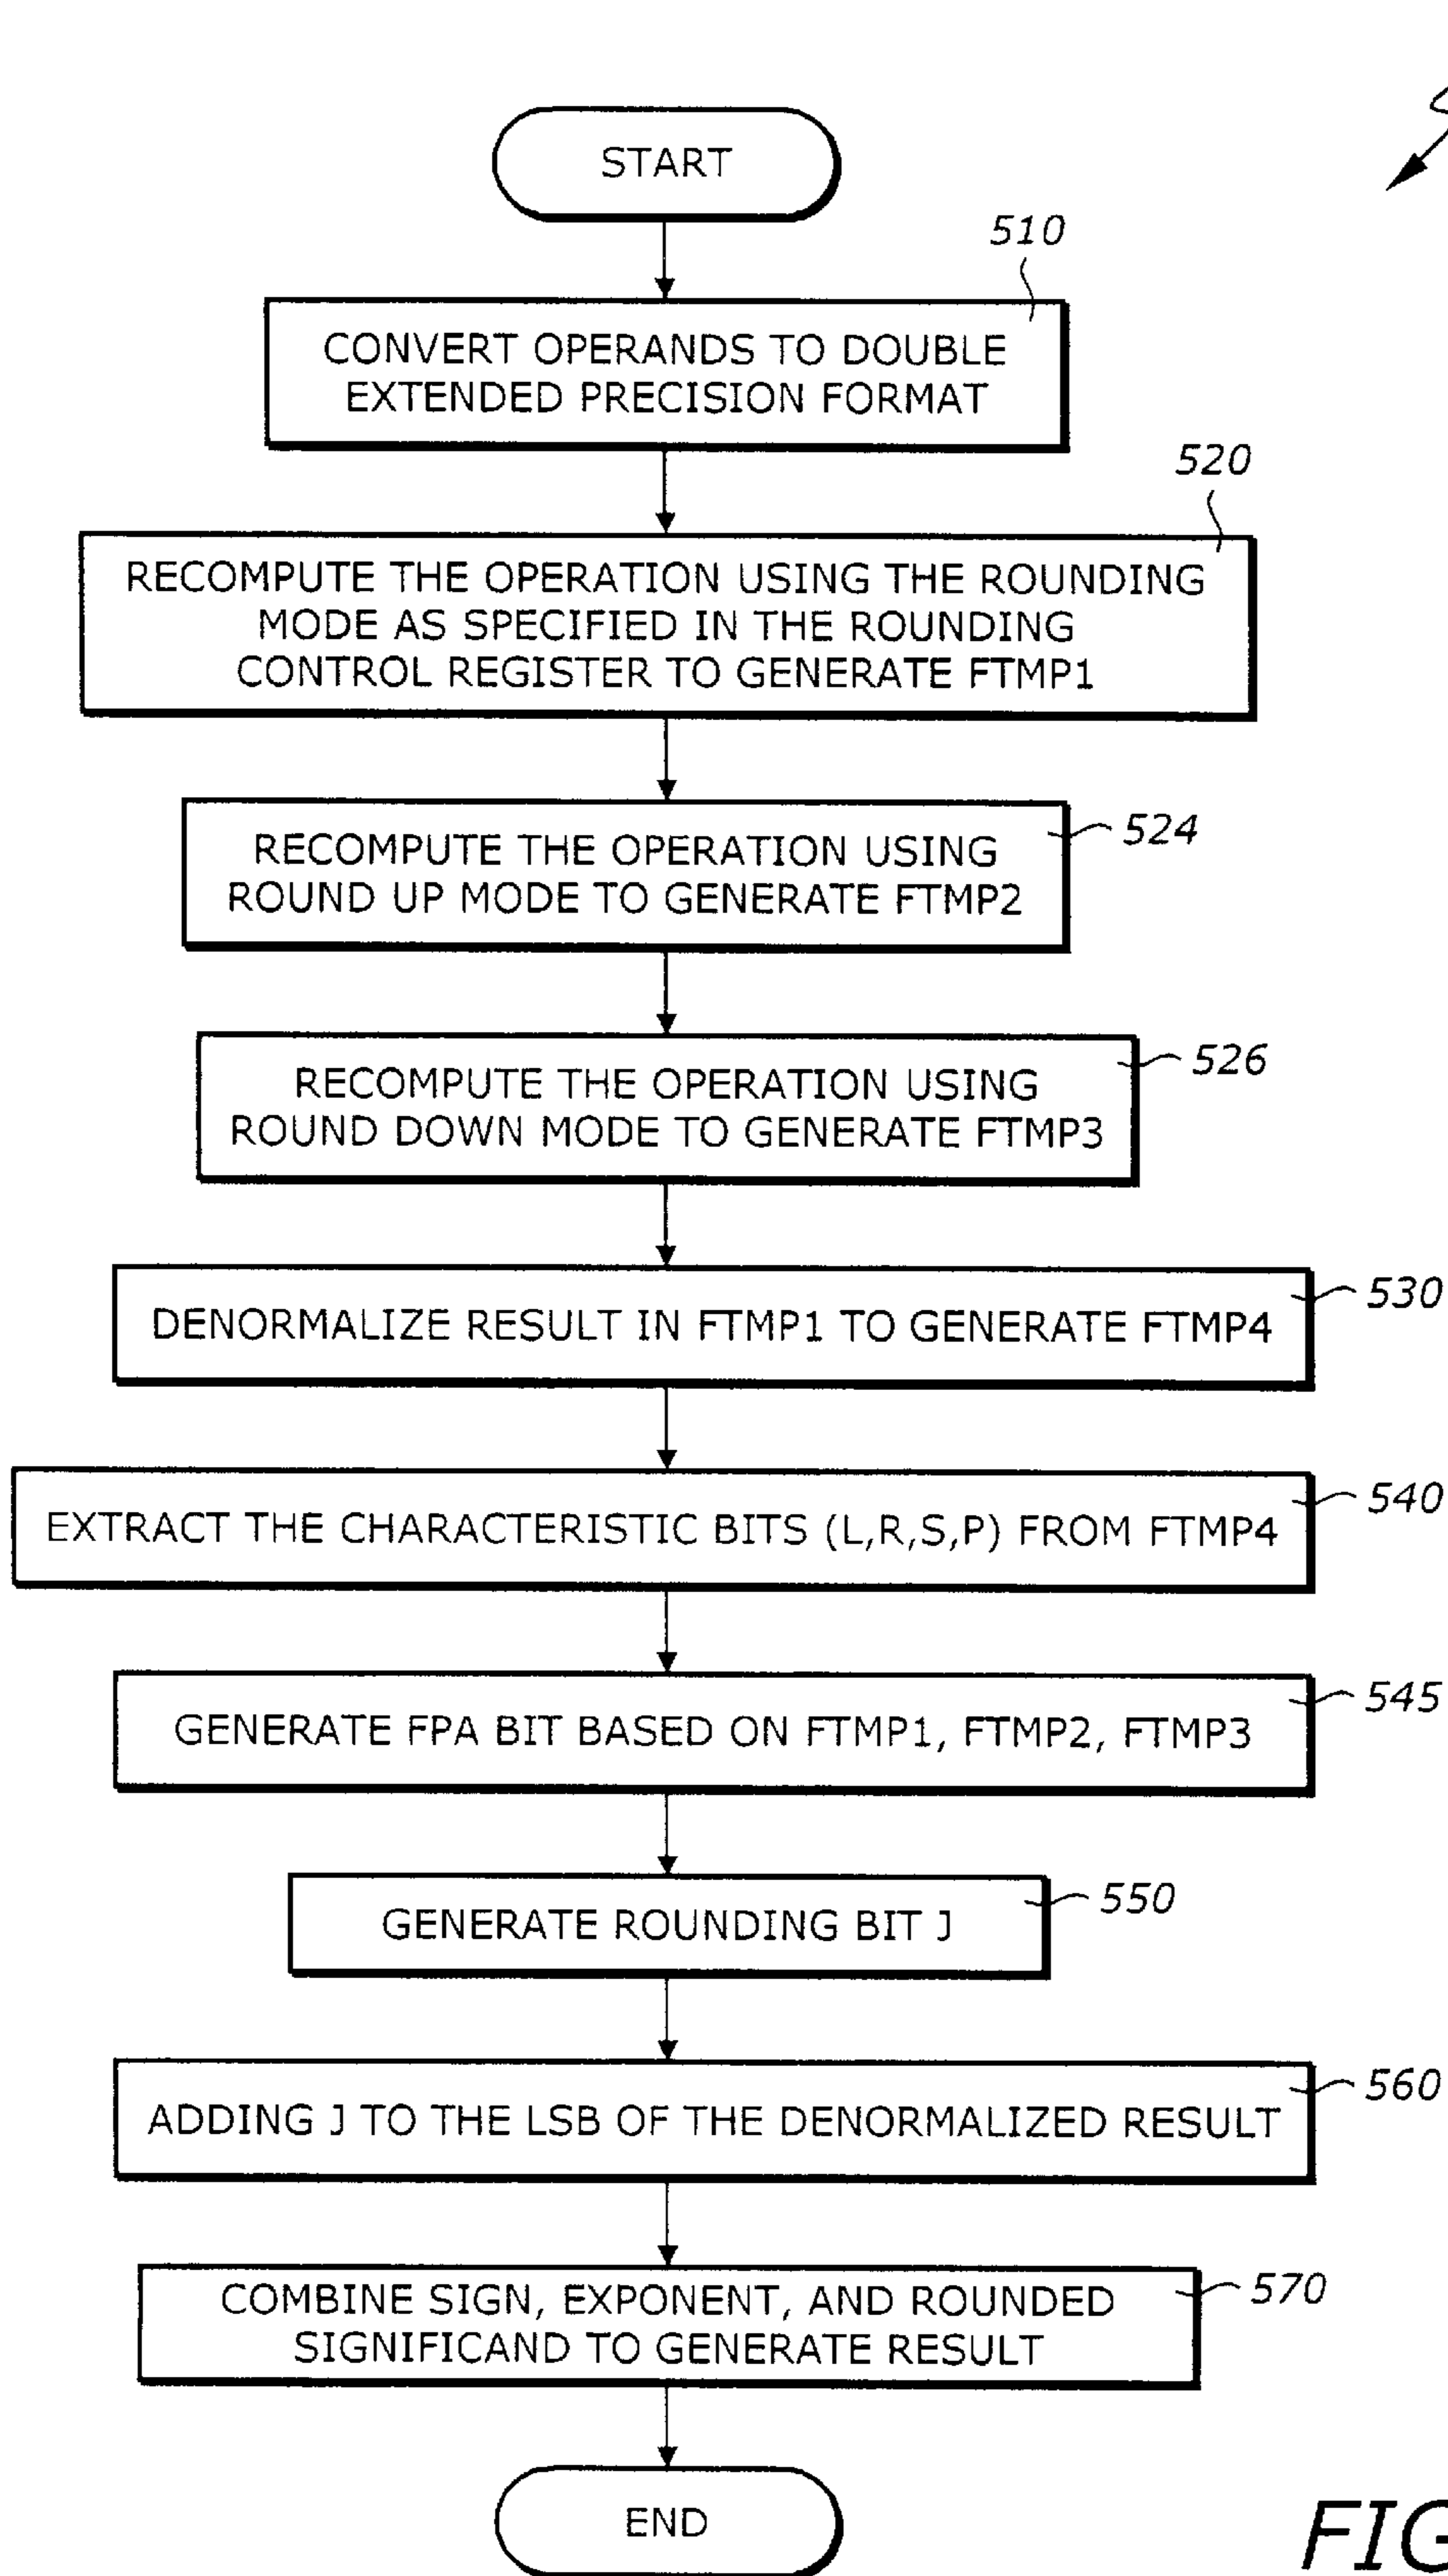 START
510
CONVERT OPERANDS TO DOUBLE
EXTENDED PRECISION FORMAT
520
RECOMPUTE THE OPERATION USING THE ROUNDING
MODE AS SPECIFIED IN THE ROUNDING
CONTROL REGISTER TO GENERATE FTMP1
524
RECOMPUTE THE OPERATION USING
ROUND UP MODE TO GENERATE FTMP2
526
RECOMPUTE THE OPERATION USING
ROUND DOWN MODE TO GENERATE FTMP3
530
DENORMALIZE RESULT IN FTMP1 TO GENERATE FTMP4
540
EXTRACT THE CHARACTERISTIC BITS (L,R,S,P) FROM FTMP4
545
GENERATE FPA BIT BASED ON FTMP1, FTMP2, FTMP3
550
GENERATE ROUNDING BIT J
560
ADDING J TO THE LSB OF THE DENORMALIZED RESULT
570
COMBINE SIGN, EXPONENT, AND ROUNDED
SIGNIFICAND TO GENERATE RESULT
END
FIG